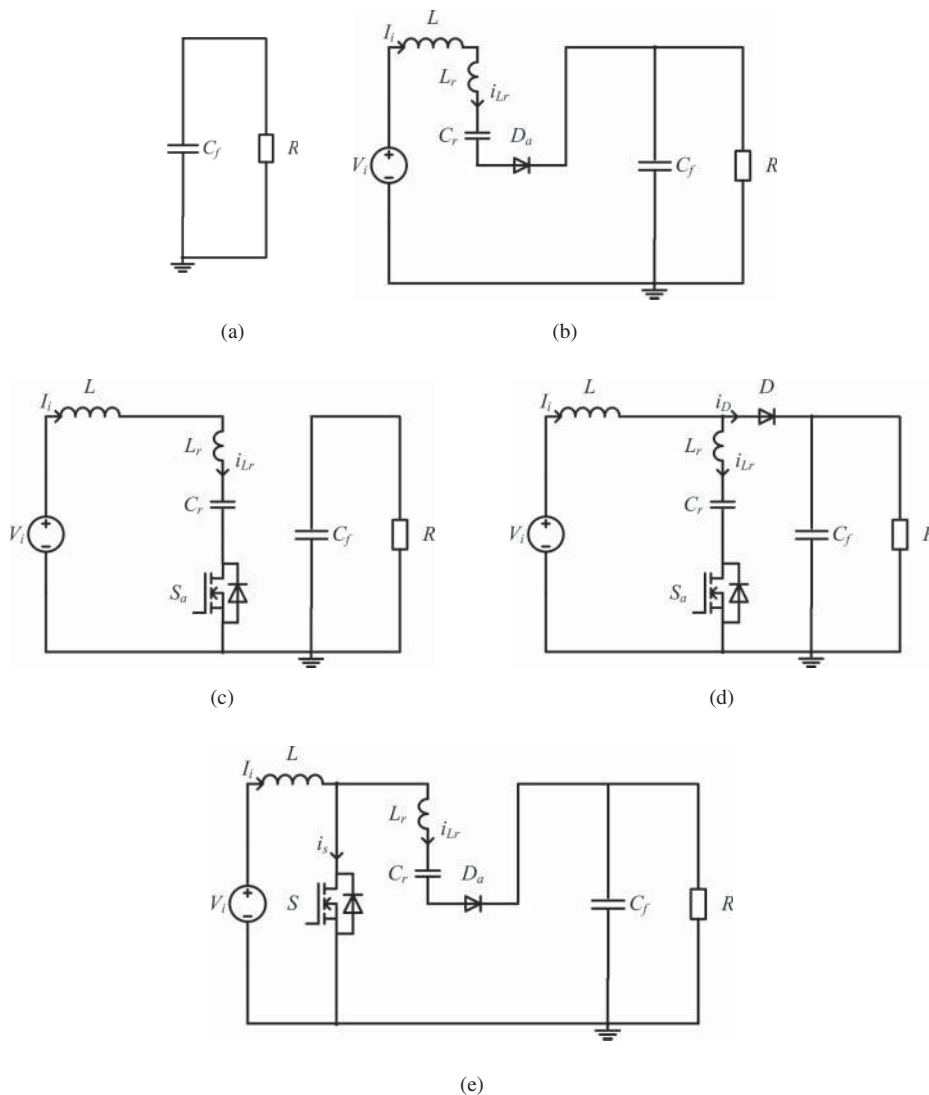 C_f
R
(a)
I_i
L
L_r
i_Lr
C_r
D_a
V_i
+
−
C_f
R
(b)
I_i
L
L_r
i_Lr
C_r
V_i
+
−
S_a
C_f
R
(c)
I_i
L
i_D
D
L_r
i_Lr
C_r
V_i
+
−
S_a
C_f
(d)
I_i
L
L_r
i_s
i_Lr
C_r
D_a
V_i
+
−
S
C_f
R
(e)